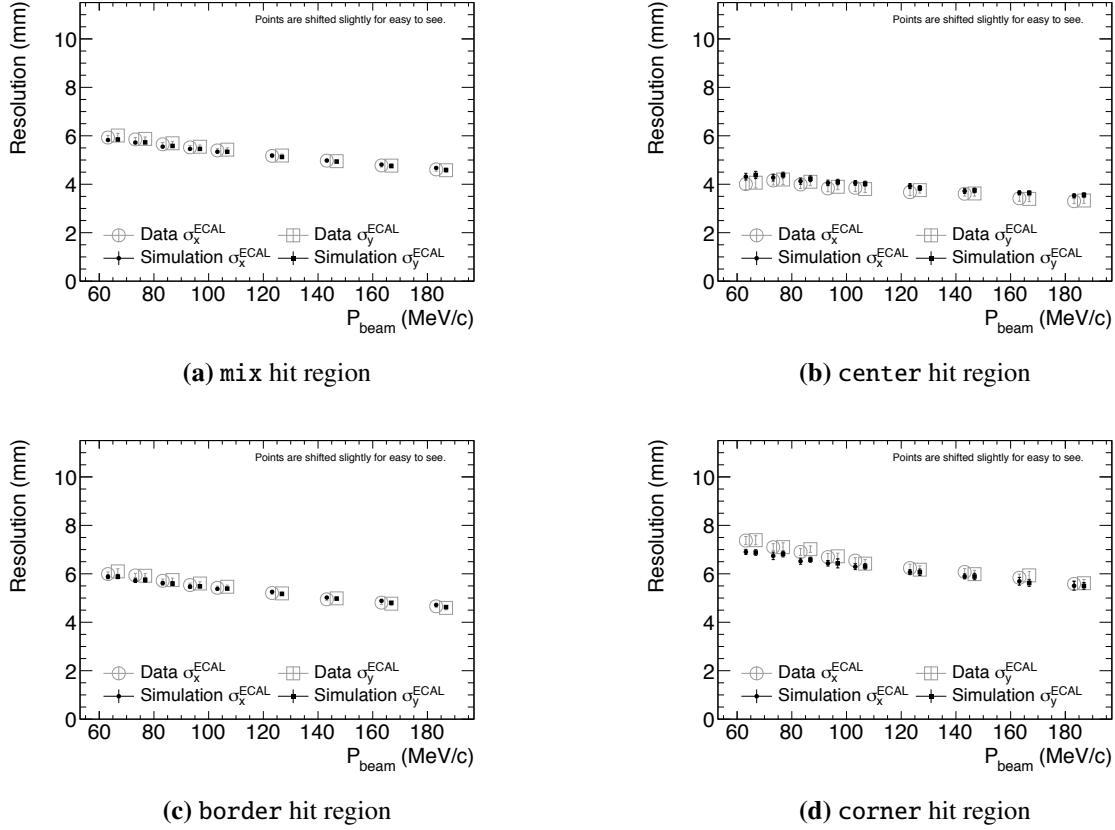 Points are shifted slightly for easy to see.
Resolution (mm)
10
8
6
4
2
0
Data σ_x^ECAL Data σ_y^ECAL
Simulation σ_x^ECAL Simulation σ_y^ECAL
60 80 100 120 140 160 180
P_beam (MeV/c)
(a) mix hit region
Points are shifted slightly for easy to see.
Resolution (mm)
10
8
6
4
2
0
Data σ_x^ECAL Data σ_y^ECAL
Simulation σ_x^ECAL Simulation σ_y^ECAL
60 80 100 120 140 160 180
P_beam (MeV/c)
(b) center hit region
Points are shifted slightly for easy to see.
Resolution (mm)
10
8
6
4
2
0
Data σ_x^ECAL Data σ_y^ECAL
Simulation σ_x^ECAL Simulation σ_y^ECAL
60 80 100 120 140 160 180
P_beam (MeV/c)
(c) border hit region
Points are shifted slightly for easy to see.
Resolution (mm)
10
8
6
4
2
0
Data σ_x^ECAL Data σ_y^ECAL
Simulation σ_x^ECAL Simulation σ_y^ECAL
60 80 100 120 140 160 180
P_beam (MeV/c)
(d) corner hit region